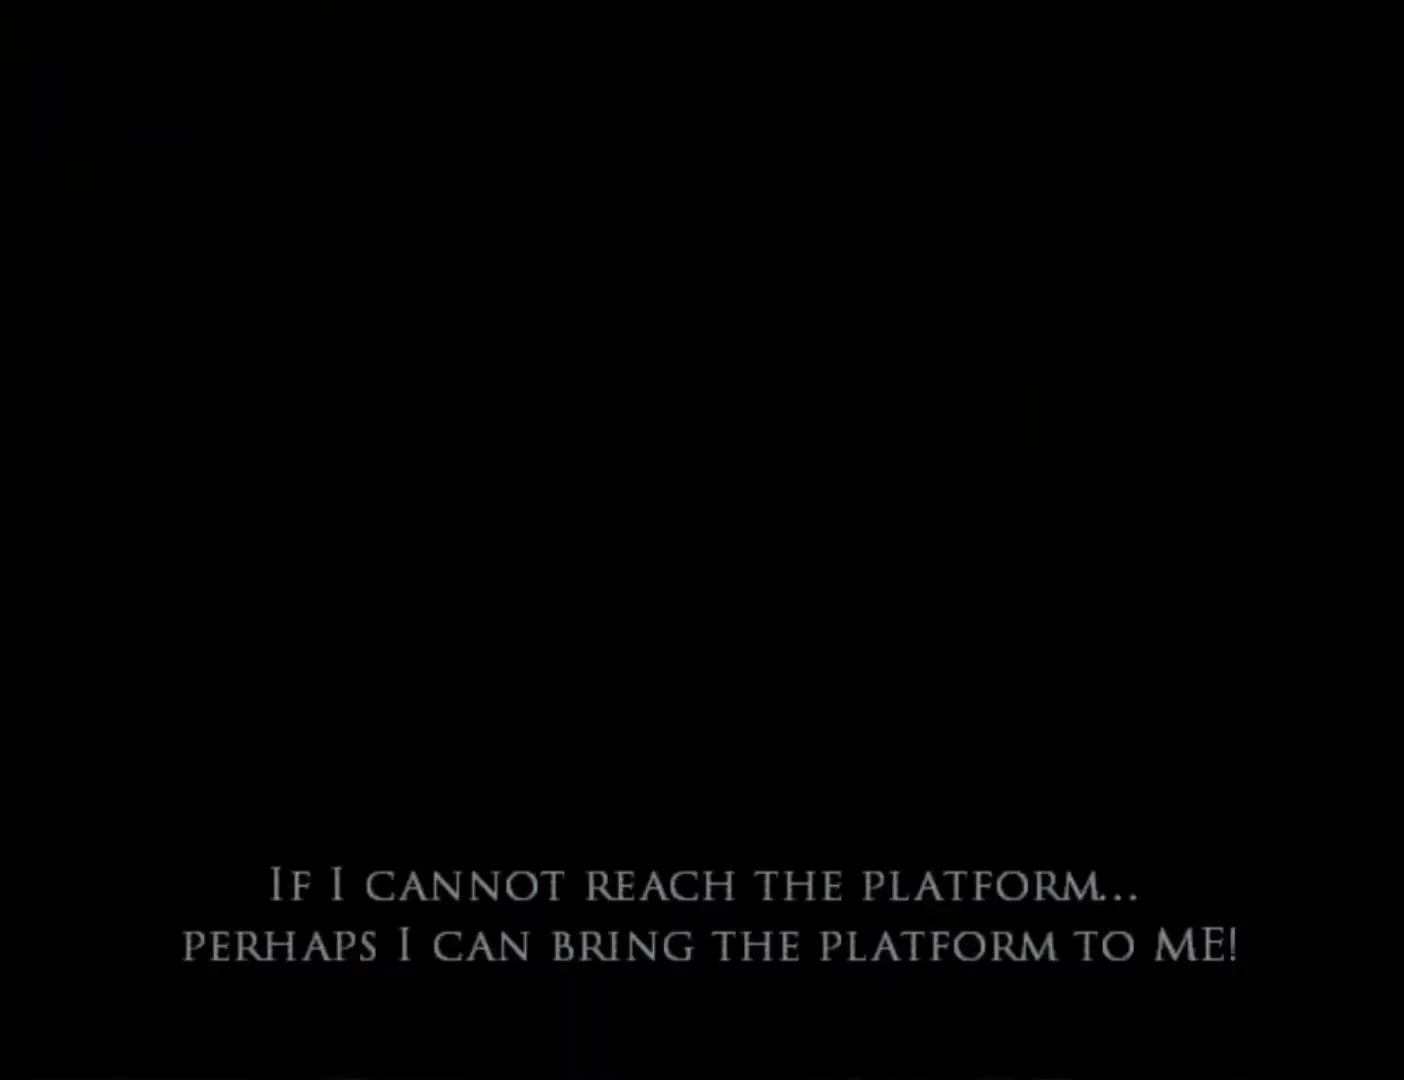 If I cannot reach the platform...
perhaps I can bring the platform to ME!